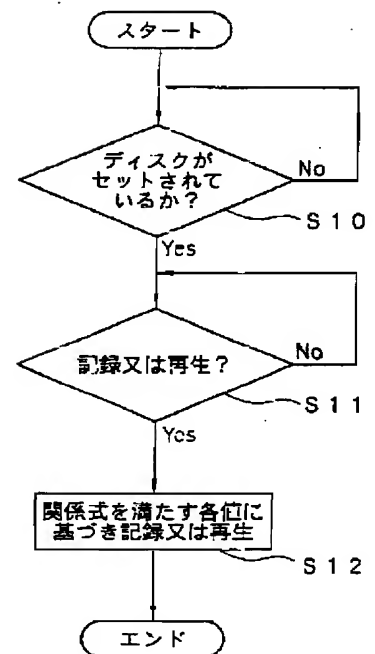 スタート
ディスクが
セットされて
いるか？
No
S10
Yes
記録又は再生？
No
S11
Yes
関係式を満たす各値に
基づき記録又は再生
S12
エンド